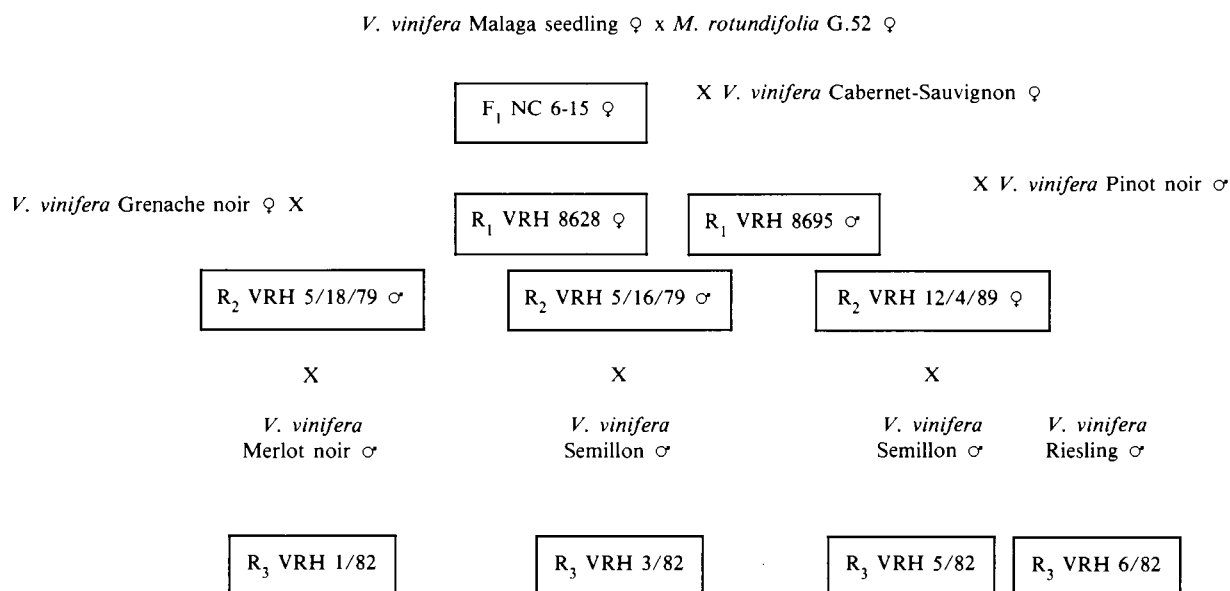 V. vinifera Malaga seedling ♀ x M. rotundifolia G.52 ♀
F₁ NC 6-15 ♀
X V. vinifera Cabernet-Sauvignon ♀
V. vinifera Grenache noir ♀ X
R₁ VRH 8628 ♀
R₁ VRH 8695 ♂
X V. vinifera Pinot noir ♂
R₂ VRH 5/18/79 ♂
R₂ VRH 5/16/79 ♂
R₂ VRH 12/4/89 ♀
X
X
X
V. vinifera
Merlot noir ♂
V. vinifera
Semillon ♂
V. vinifera
Semillon ♂
V. vinifera
Riesling ♂
R₃ VRH 1/82
R₃ VRH 3/82
R₃ VRH 5/82
R₃ VRH 6/82